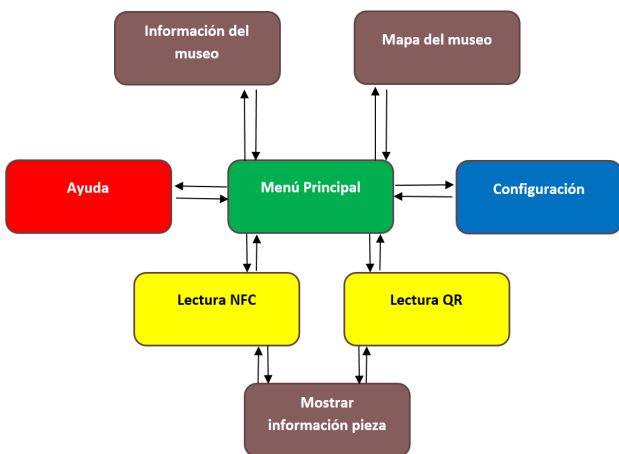 Información del
museo
Mapa del museo
Ayuda
Menú Principal
Configuración
Lectura NFC
Lectura QR
Mostrar
información pieza